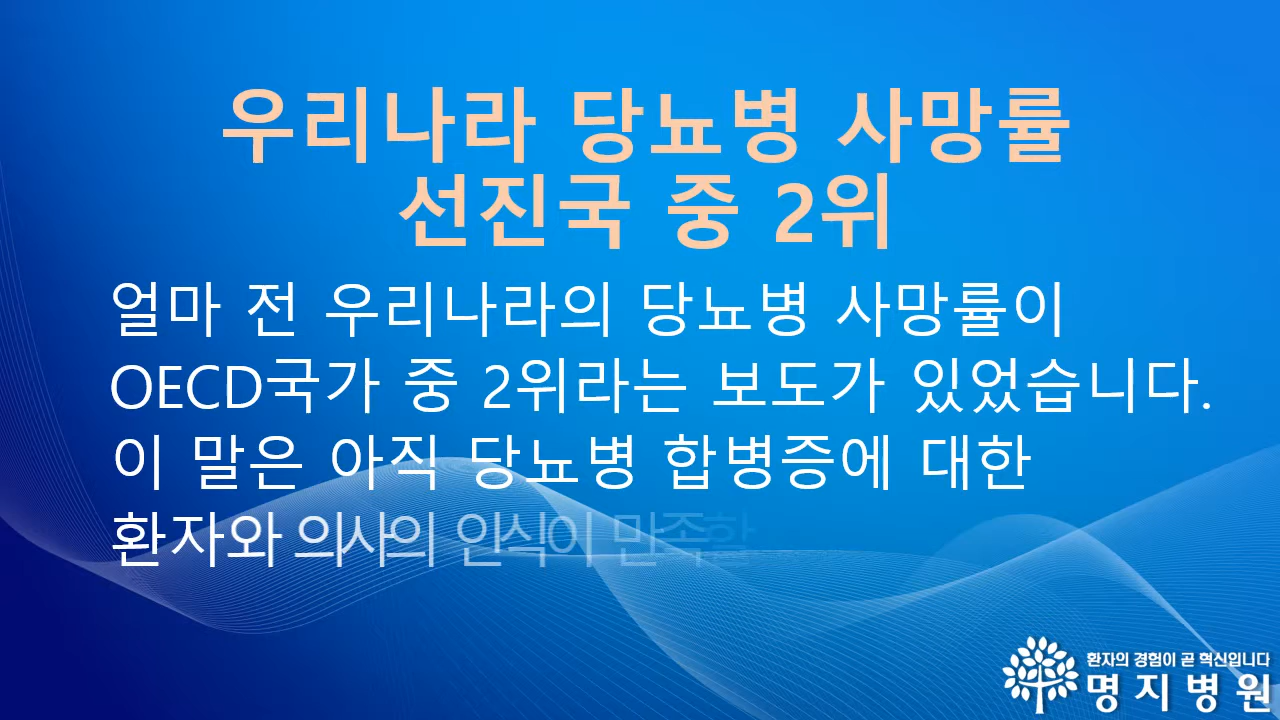 우리나라 당뇨병 사망률
선진국 중 2위
얼마 전 우리나라의 당뇨병 사망률이
OECD국가 중 2위라는 보도가 있었습니다.
이 말은 아직 당뇨병 합병증에 대한
환자와 의사의 인식이 만족할
환자의 경험이 곧 혁신입니다
명지병원